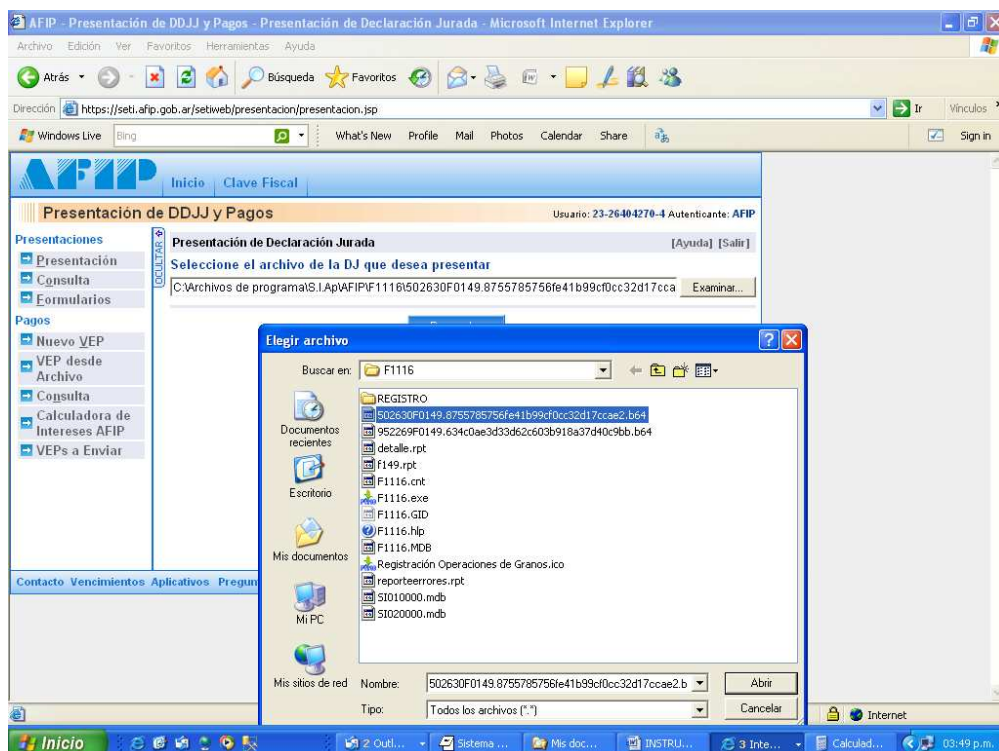 AFIP - Presentación de DDJJ y Pagos - Presentación de Declaración Jurada - Microsoft Internet Explorer
Archivo Edición Ver Favoritos Herramientas Ayuda
Atrás Búsqueda Favoritos
Dirección https://seti.afip.gob.ar/setiweb/presentacion/presentacion.jsp Ir Vínculos
Windows Live Bing What's New Profile Mail Photos Calendar Share Sign in
AFIP Inicio Clave Fiscal
Presentación de DDJJ y Pagos Usuario: 23-26404270-4 Autenticante: AFIP
Presentaciones
Presentación
Consulta
Formularios
Pagos
Nuevo VEP
VEP desde
Archivo
Consulta
Calculadora de
Intereses AFIP
VEPs a Enviar
OCULTAR
Presentación de Declaración Jurada [Ayuda] [Salir]
Seleccione el archivo de la DJ que desea presentar
C:\Archivos de programa\S.I.Ap\AFIP\F1116\502630F0149.8755785756fe41b99cf0cc32d17cca Examinar...
Contacto Vencimientos Aplicativos Pregun
Elegir archivo
Buscar en: F1116
Documentos
recientes
Escritorio
Mis documentos
Mi PC
Mis sitios de red
REGISTRO
502630F0149.8755785756fe41b99cf0cc32d17ccae2.b64
952269F0149.634c0ae3d33d62c603b918a37d40c9bb.b64
detalle.rpt
f149.rpt
F1116.cnt
F1116.exe
F1116.GID
F1116.hlp
F1116.MDB
Registración Operaciones de Granos.ico
reporteerrores.rpt
SI010000.mdb
SI020000.mdb
Nombre: 502630F0149.8755785756fe41b99cf0cc32d17ccae2.b Abrir
Tipo: Todos los archivos (*.*) Cancelar
Internet
Inicio 2 Outl... Sistema ... Mis doc... INSTRU... 3 Inte... Calculad... 03:49 p.m.